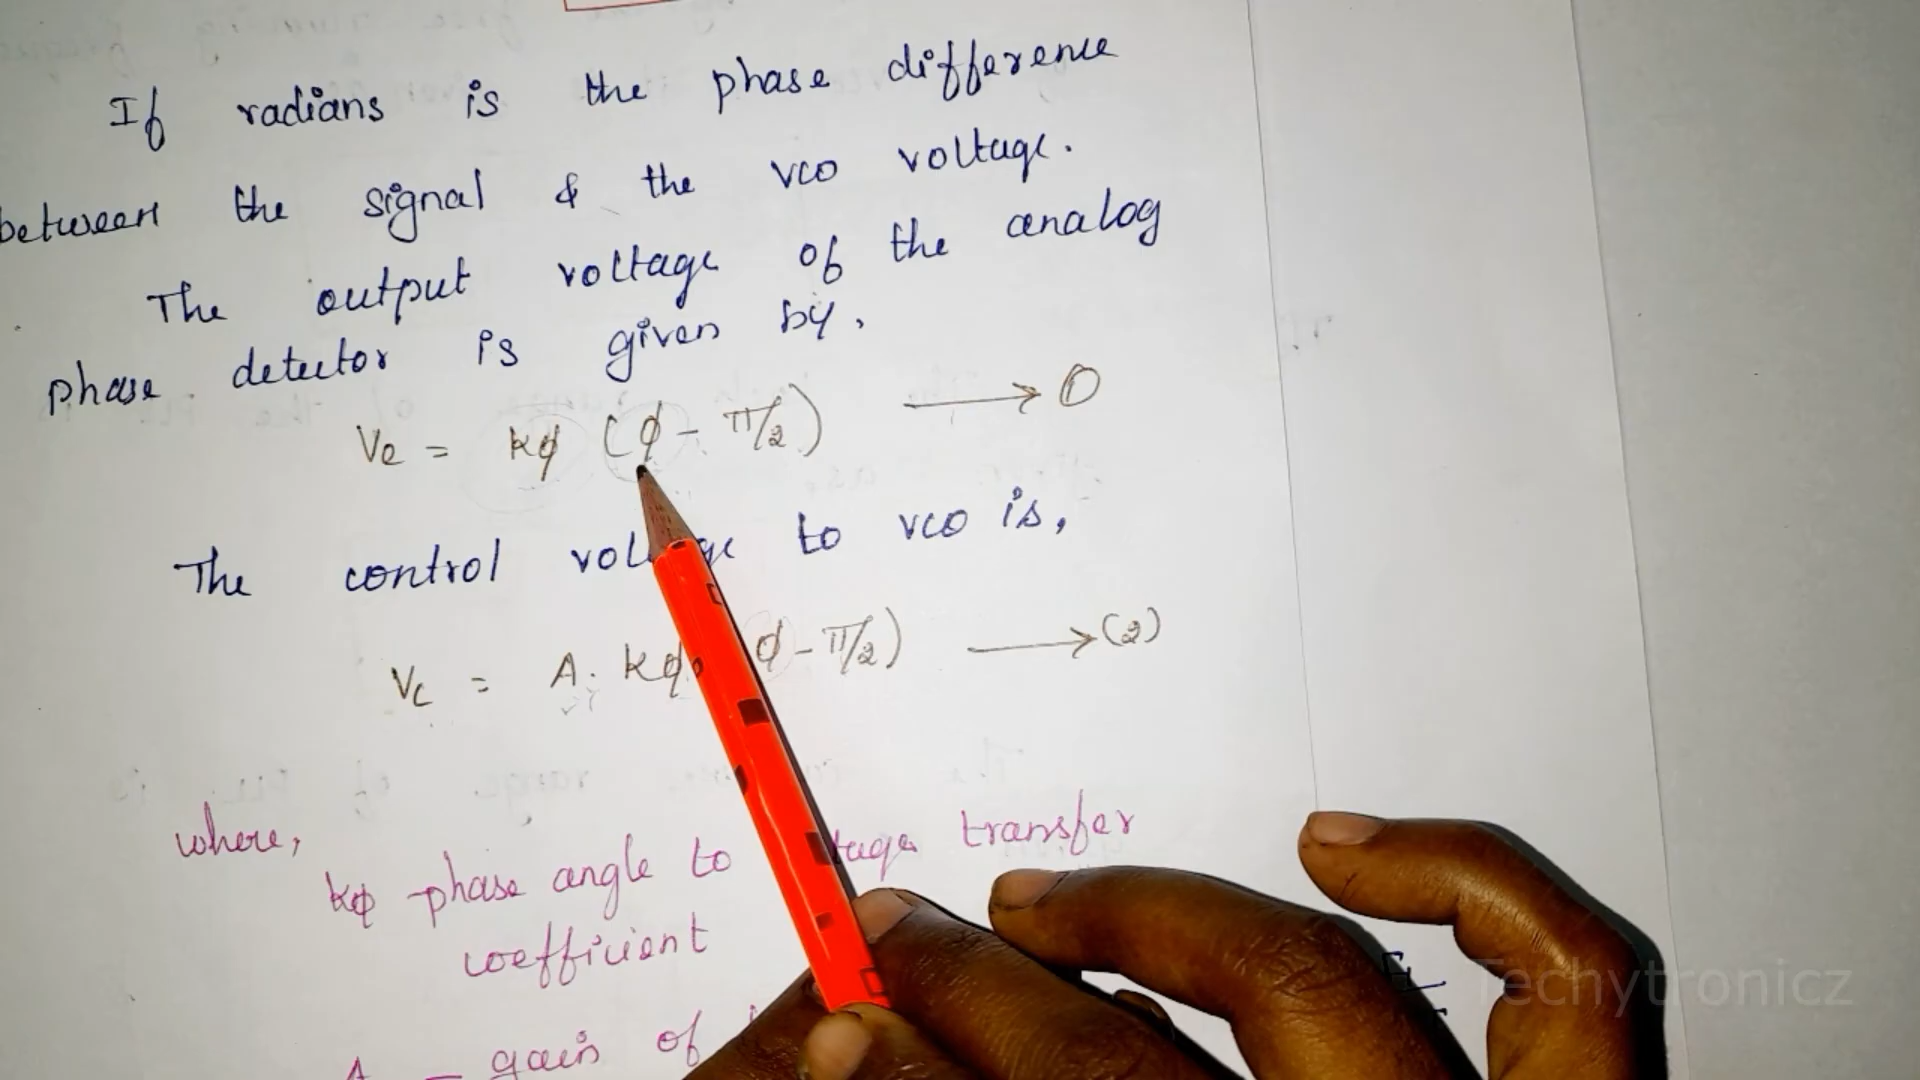 If radians is the phase difference
between the signal & the vco voltage.
The output voltage of the analog
phase detector is given by,
Ve = kϕ (ϕ - π/2) ⟶ ①
The control to vco is,
Vc = A. kϕ ϕ - π/2) ⟶ (2)
where,
kϕ - phase angle to transfer
coefficient
A - gain of
Techytronicz